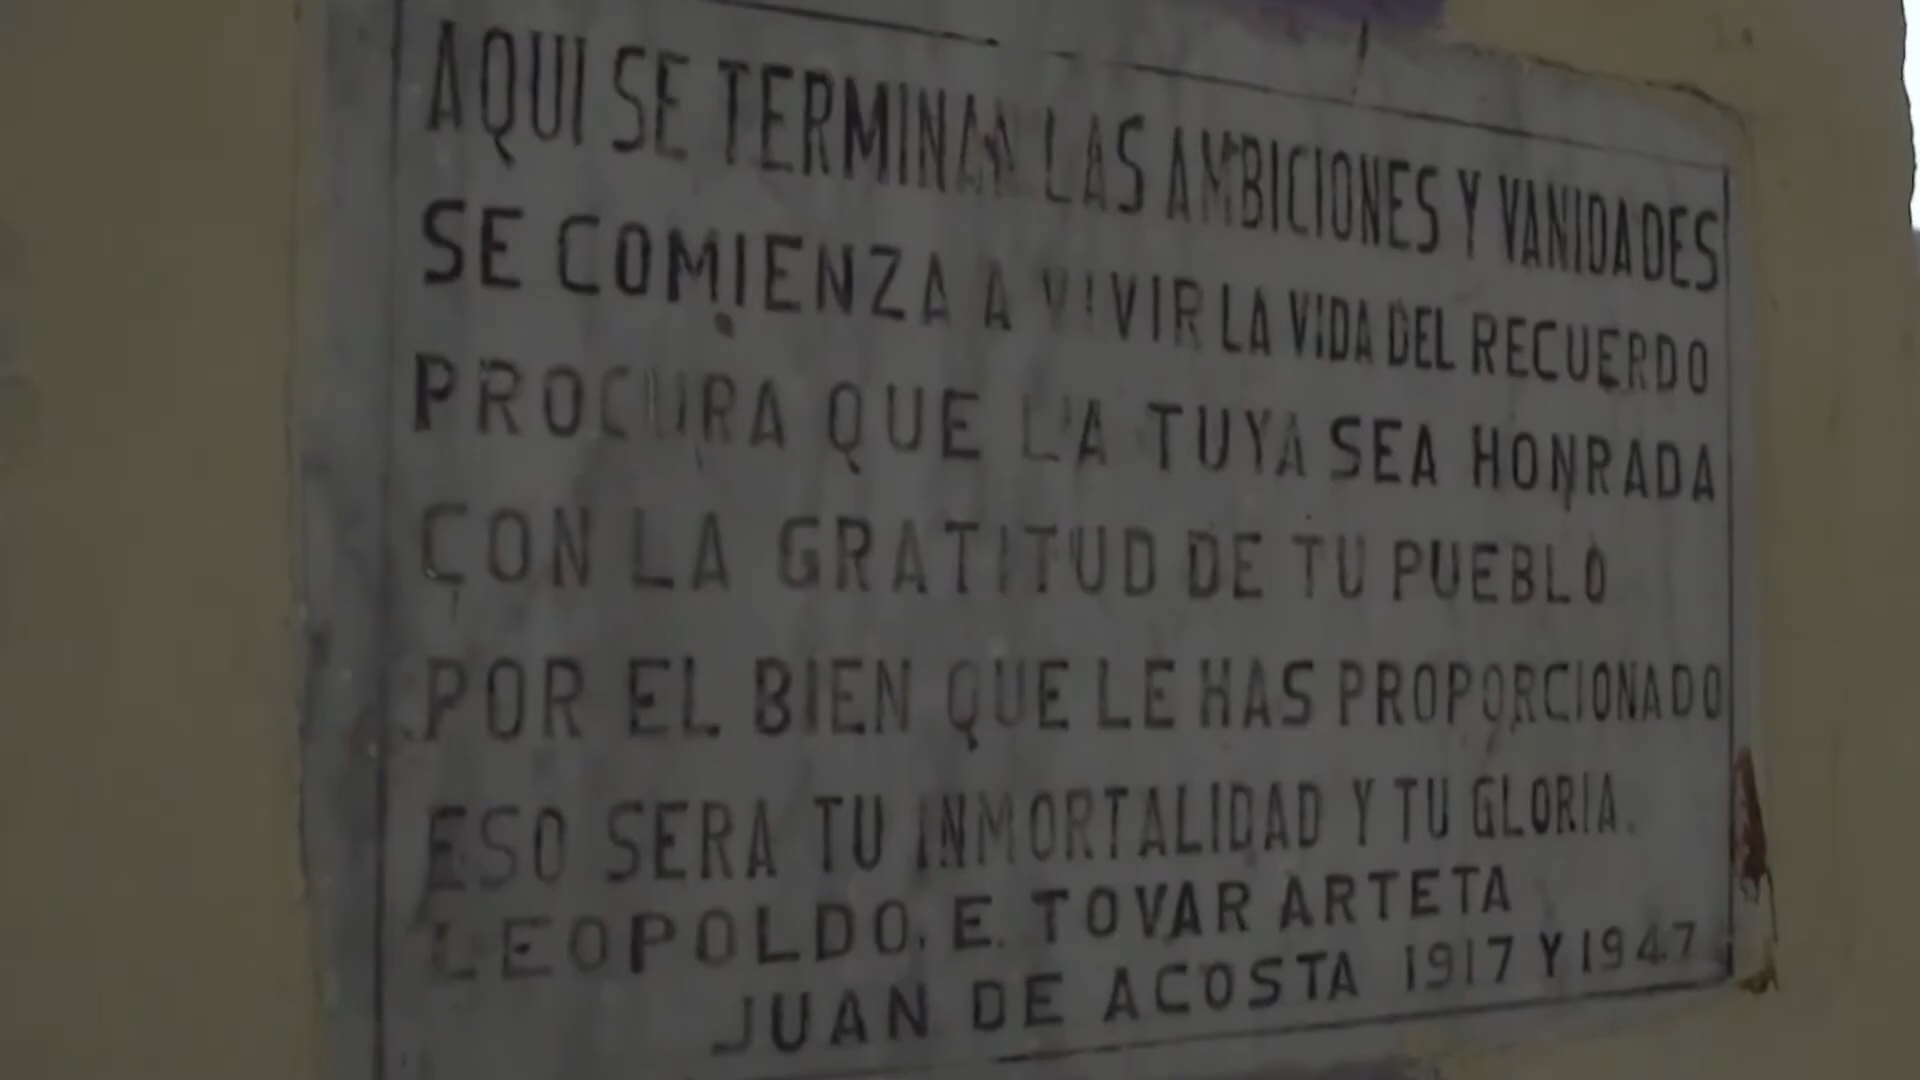 AQUI SE TERMINAN LAS AMBICIONES Y VANIDADES
SE COMIENZA A VIVIR LA VIDA DEL RECUERDO
PROCURA QUE LA TUYA SEA HONRADA
CON LA GRATITUD DE TU PUEBLO
POR EL BIEN QUE LE HAS PROPORCIONADO
ESO SERA TU INMORTALIDAD Y TU GLORIA.
LEOPOLDO. E. TOVAR ARTETA
JUAN DE ACOSTA 1917 Y 1947